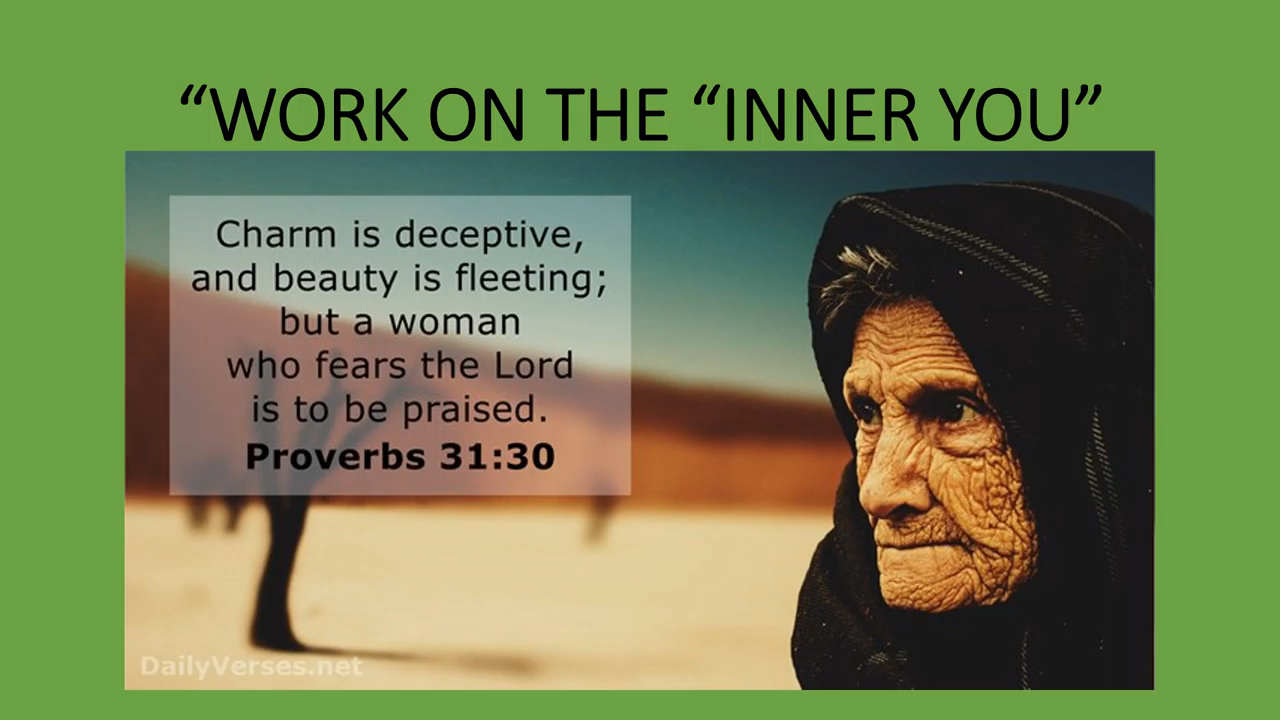 “WORK ON THE “INNER YOU”
Charm is deceptive,
and beauty is fleeting;
but a woman
who fears the Lord
is to be praised.
Proverbs 31:30
DailyVerses.net